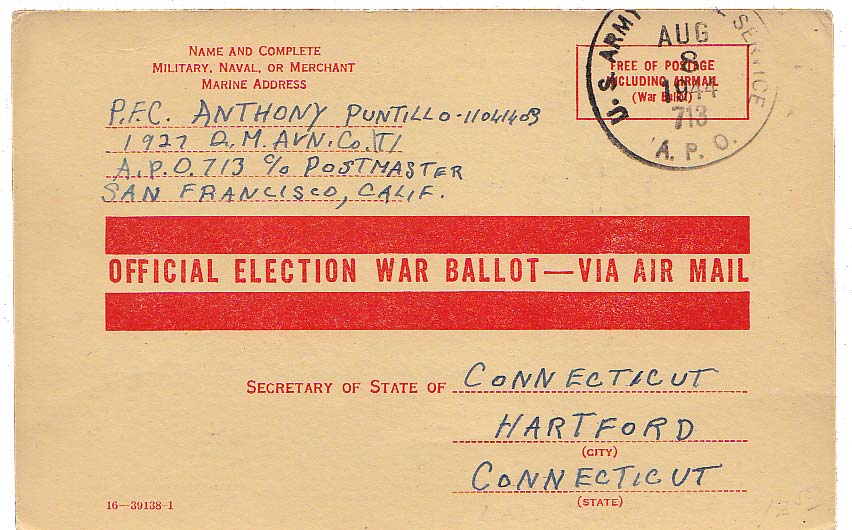 NAME AND COMPLETE
MILITARY, NAVAL, OR MERCHANT
MARINE ADDRESS
P.F.C. ANTHONY PUNTILLO-11041409
1927 Q.M. AVN. Co. (T)
A.P.O. 713 c/o POSTMASTER
SAN FRANCISCO, CALIF.
U.S. ARMY SERVICE
AUG
8
1944
713
A. P. O.
FREE OF POSTAGE
INCLUDING AIRMAIL
(War Ballot)
OFFICIAL ELECTION WAR BALLOT—VIA AIR MAIL
SECRETARY OF STATE OF CONNECTICUT
HARTFORD
(CITY)
CONNECTICUT
(STATE)
16—39138-1